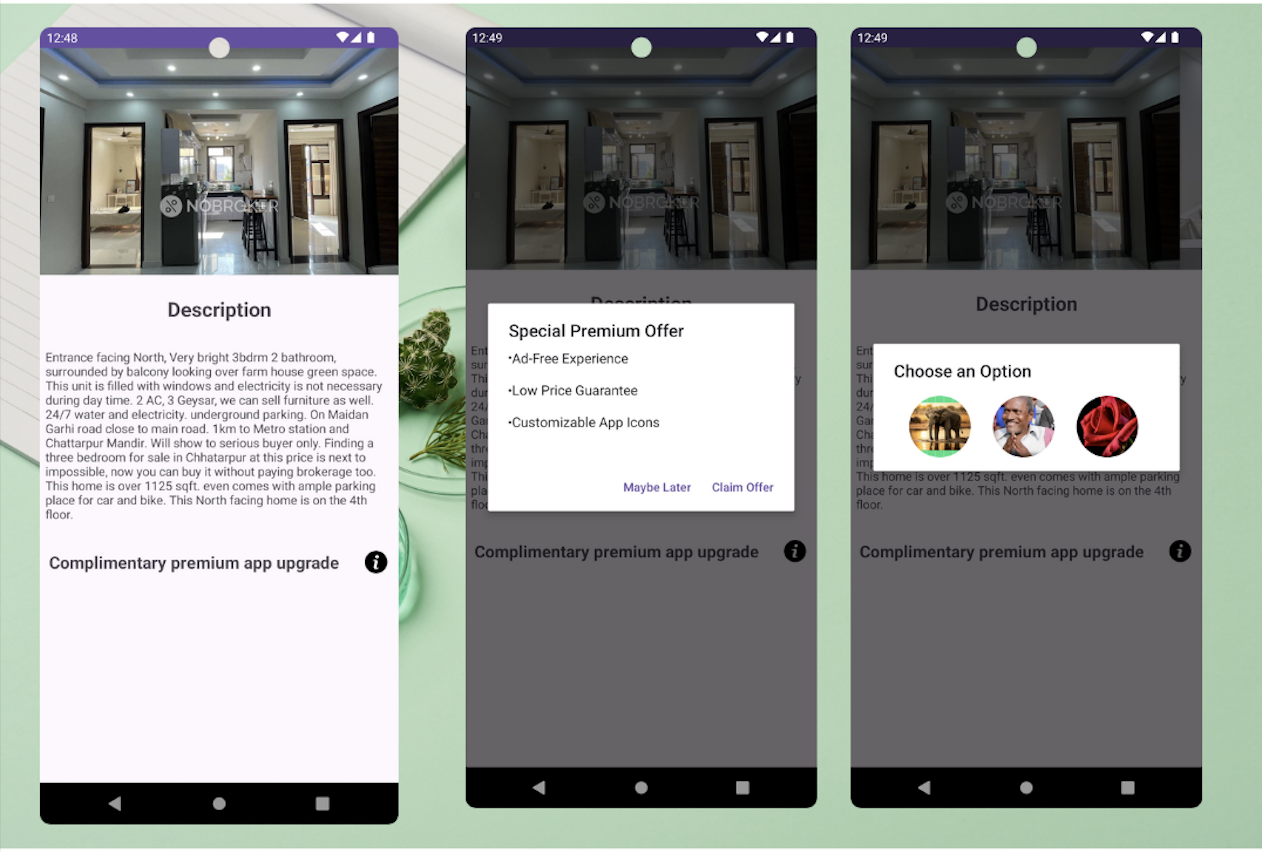 12:48
NOBROKER
Description
Entrance facing North, Very bright 3bdrm 2 bathroom,
surrounded by balcony looking over farm house green space.
This unit is filled with windows and electricity is not necessary
during day time. 2 AC, 3 Geysar, we can sell furniture as well.
24/7 water and electricity. underground parking. On Maidan
Garhi road close to main road. 1km to Metro station and
Chattarpur Mandir. Will show to serious buyer only. Finding a
three bedroom for sale in Chhatarpur at this price is next to
impossible, now you can buy it without paying brokerage too.
This home is over 1125 sqft. even comes with ample parking
place for car and bike. This North facing home is on the 4th
floor.
Complimentary premium app upgrade
12:49
NOBROKER
Description
Special Premium Offer
•Ad-Free Experience
•Low Price Guarantee
•Customizable App Icons
Maybe Later Claim Offer
Complimentary premium app upgrade
12:49
NOBROKER
Description
Choose an Option
This home is over 1125 sqft. even comes with ample parking
place for car and bike. This North facing home is on the 4th
floor.
Complimentary premium app upgrade